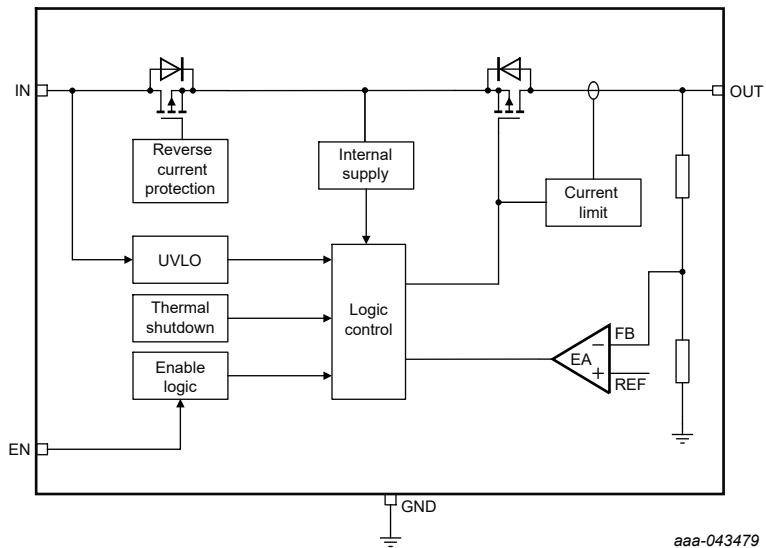 IN
OUT
Reverse
current
protection
Internal
supply
Current
limit
UVLO
Thermal
shutdown
Logic
control
Enable
logic
FB
−
EA
+
REF
EN
GND
aaa-043479